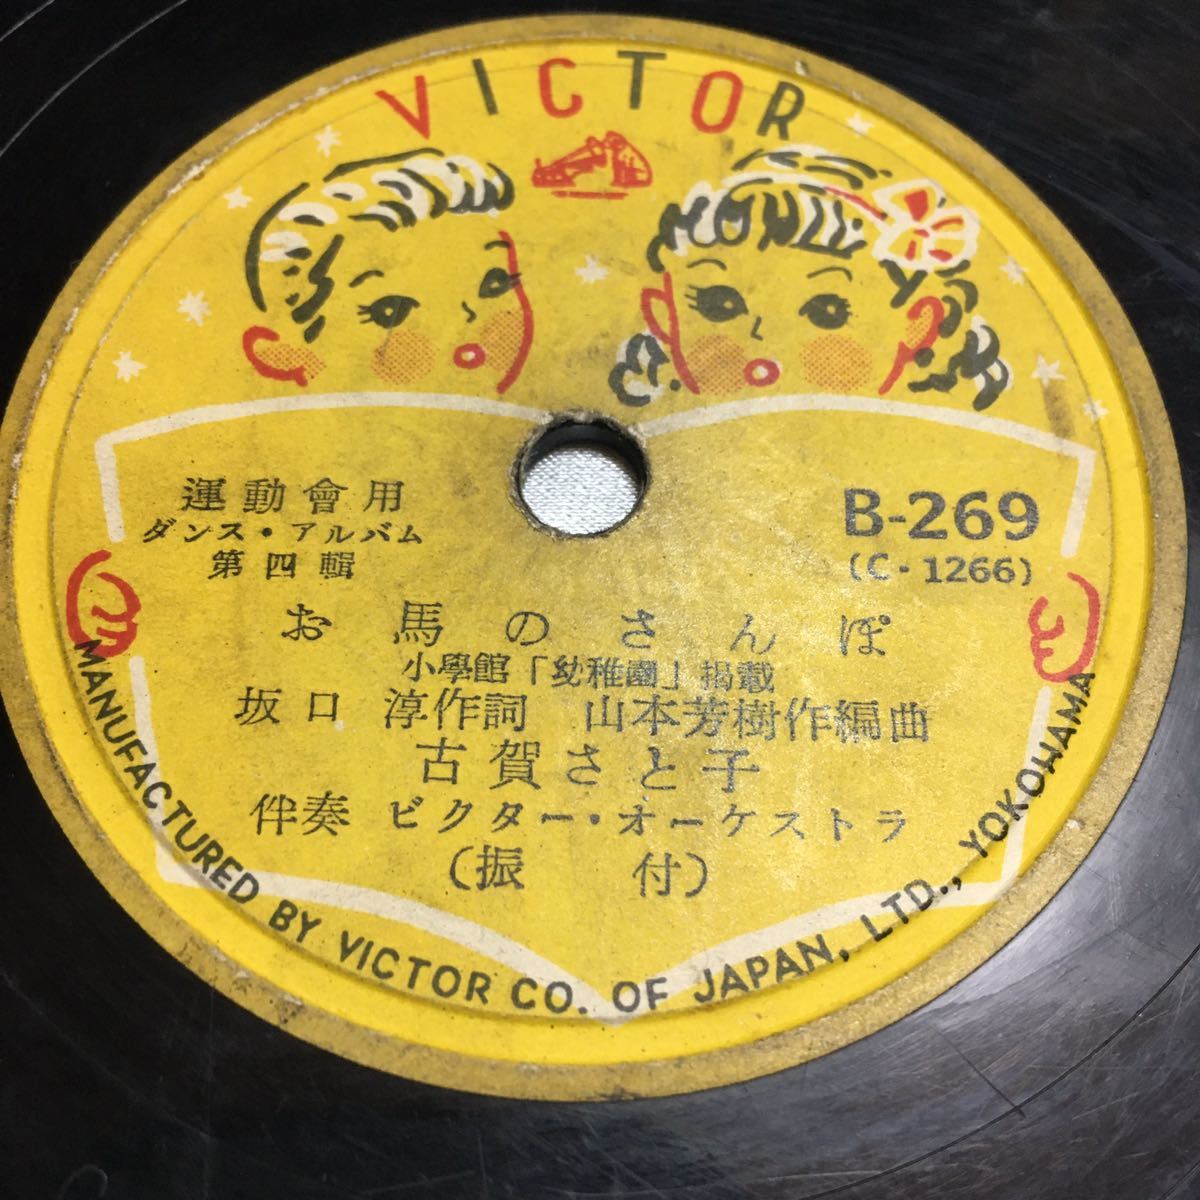 VICTOR
運動會用
ダンス・アルバム
第四輯
B-269
(C・1266)
お馬のさんぽ
小學館「幼稚園」掲載
坂口 淳作詞 山本芳樹作編曲
古賀さと子
伴奏 ビクター・オーケストラ
(振 付)
MANUFACTURED BY VICTOR CO. OF JAPAN, LTD., YOKOHAMA